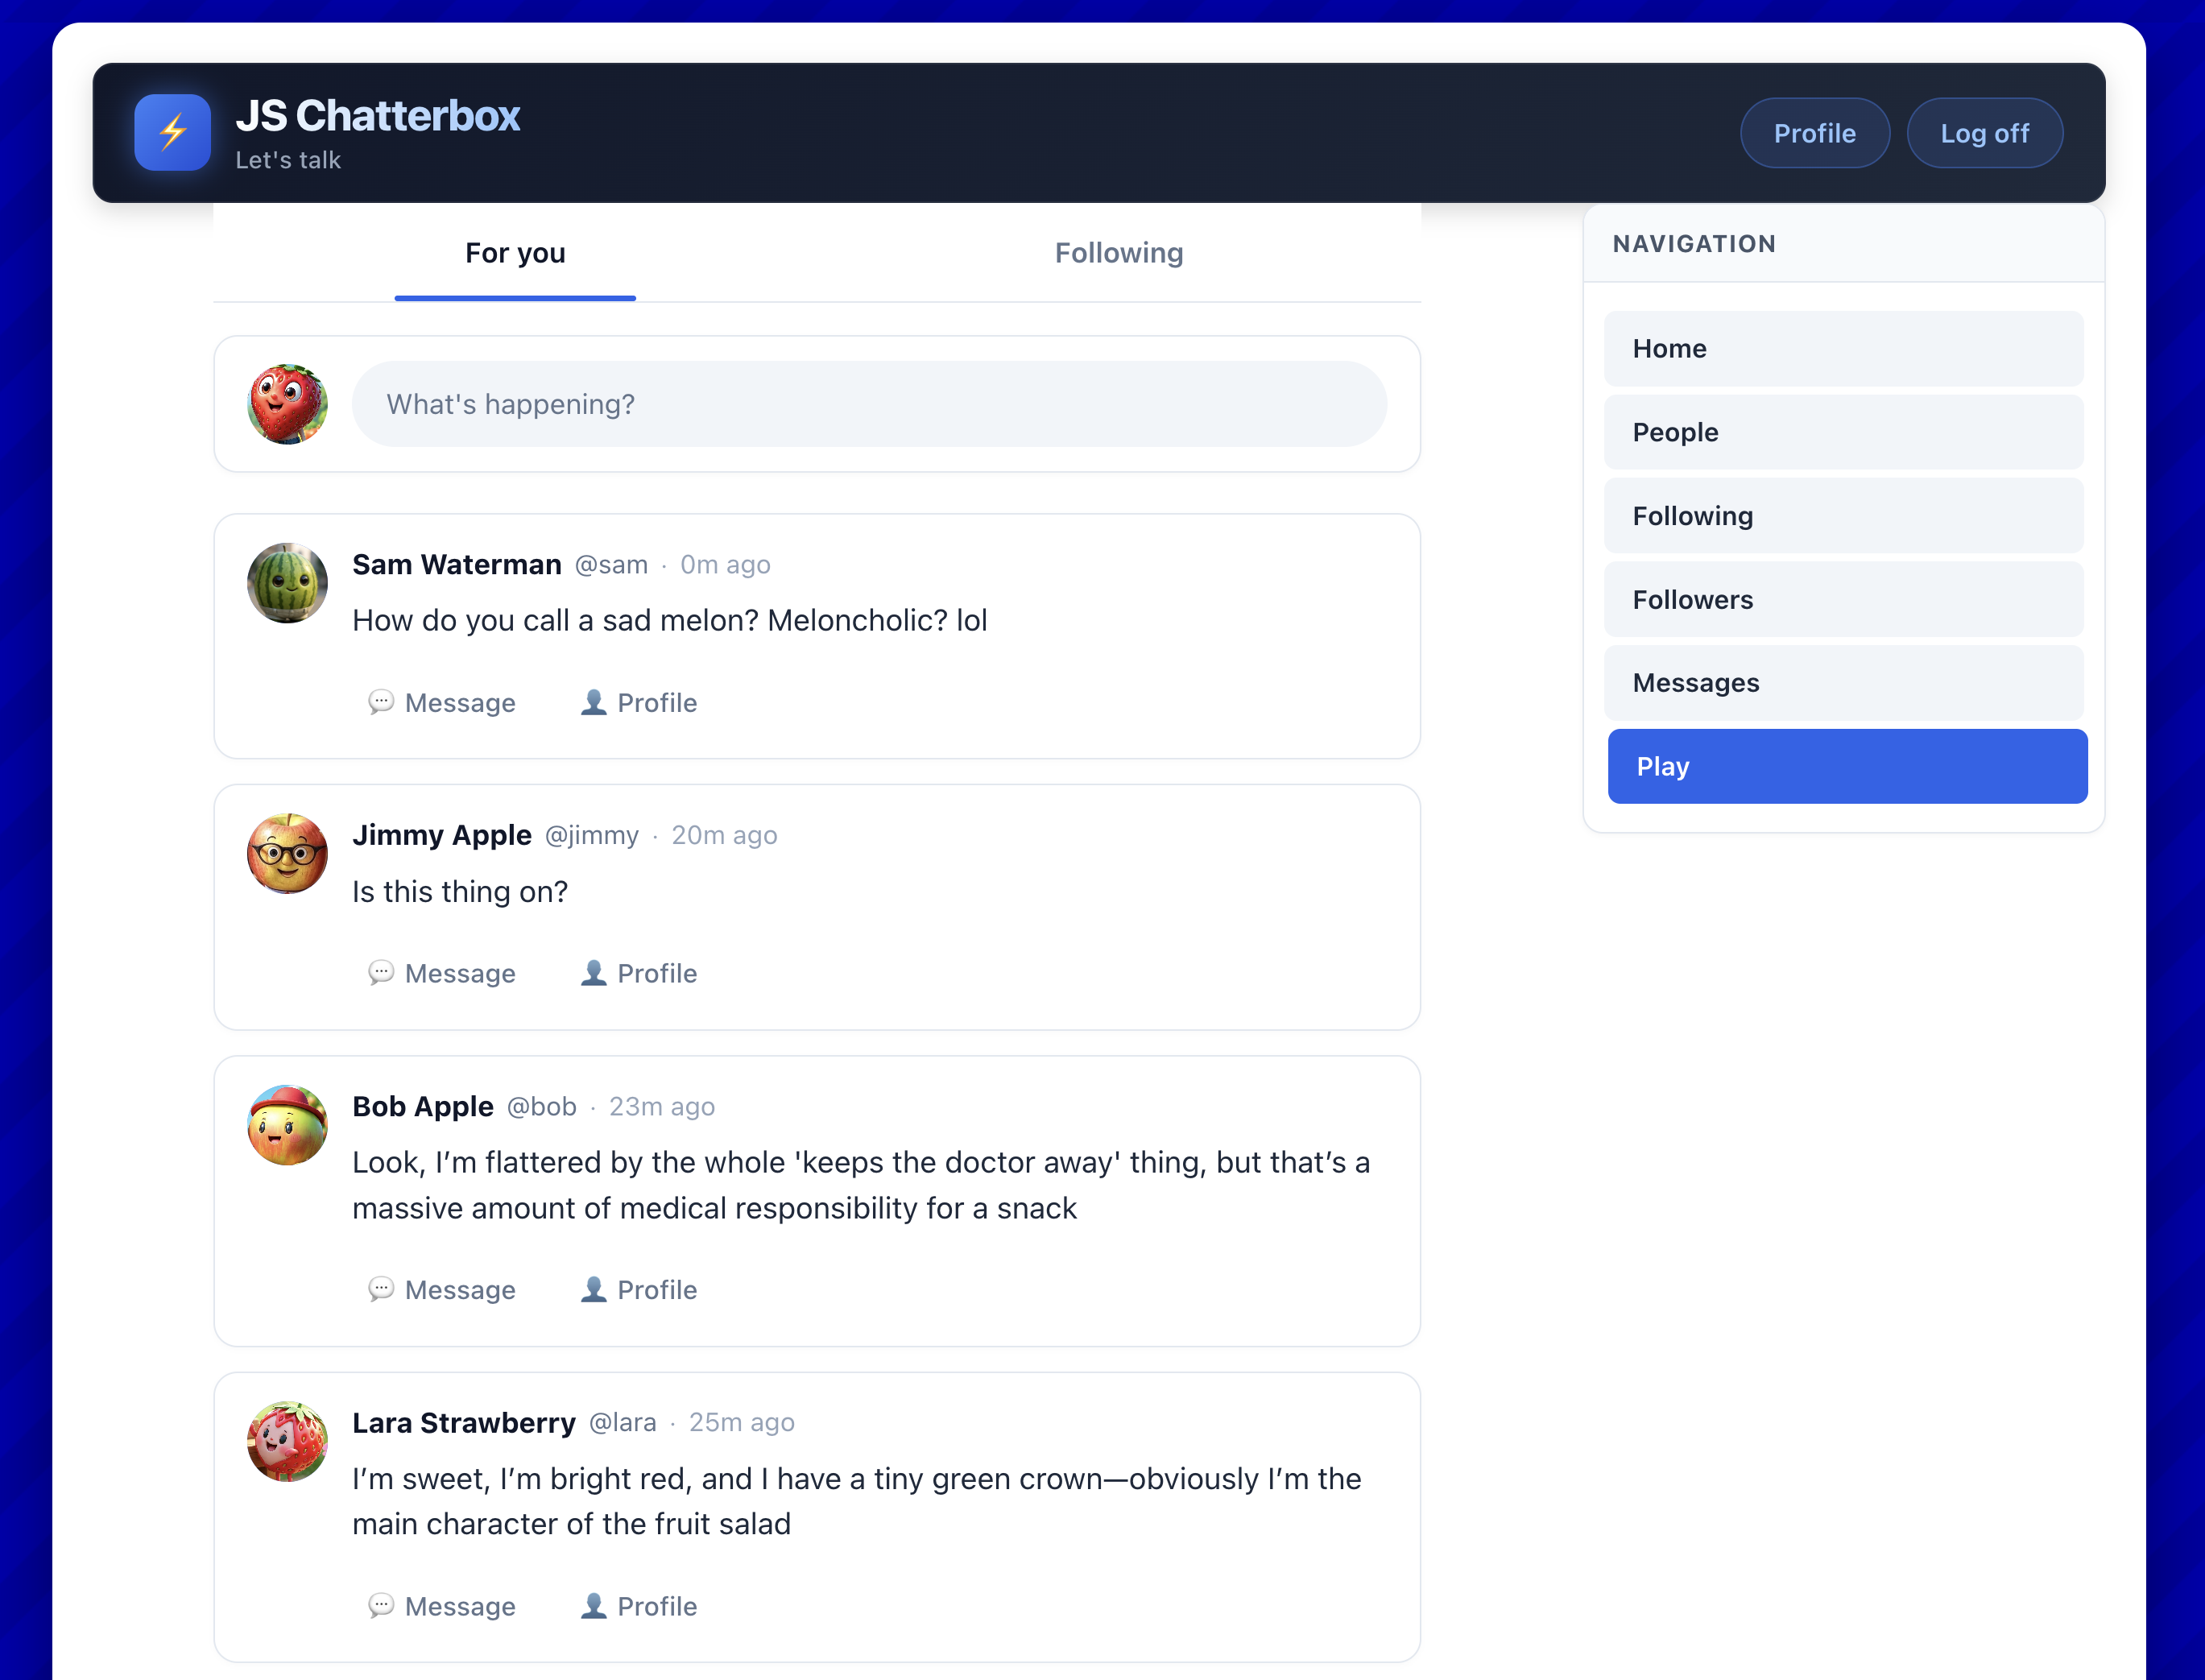 JS Chatterbox
Let's talk
Profile
Log off
For you
Following
What's happening?
Sam Waterman @sam · 0m ago
How do you call a sad melon? Meloncholic? lol
Message
Profile
Jimmy Apple @jimmy · 20m ago
Is this thing on?
Message
Profile
Bob Apple @bob · 23m ago
Look, I’m flattered by the whole 'keeps the doctor away' thing, but that’s a
massive amount of medical responsibility for a snack
Message
Profile
Lara Strawberry @lara · 25m ago
I’m sweet, I’m bright red, and I have a tiny green crown—obviously I’m the
main character of the fruit salad
Message
Profile
NAVIGATION
Home
People
Following
Followers
Messages
Play